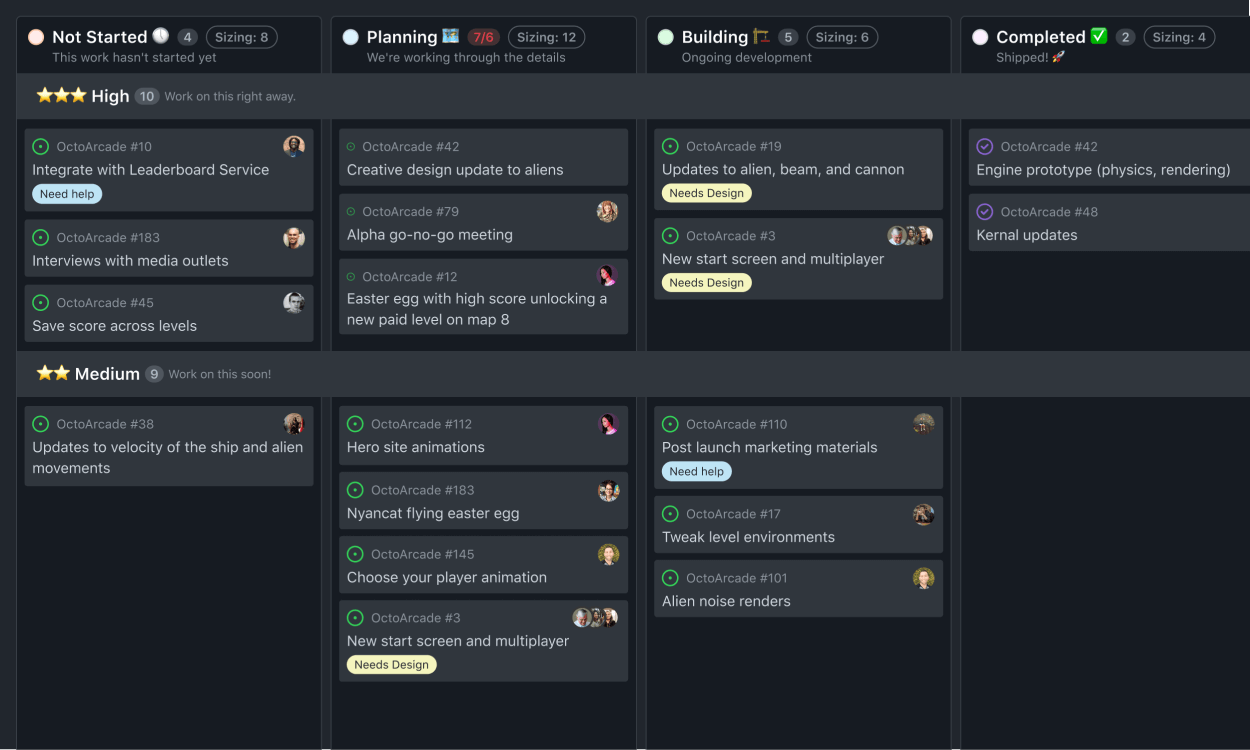 Not Started 🕔 4 Sizing: 8
This work hasn't started yet
Planning 🗺️ 7/6 Sizing: 12
We're working through the details
Building 🏗️ 5 Sizing: 6
Ongoing development
Completed ✅ 2 Sizing: 4
Shipped! 🚀
⭐⭐⭐ High 10 Work on this right away.
OctoArcade #10
Integrate with Leaderboard Service
Need help
OctoArcade #183
Interviews with media outlets
OctoArcade #45
Save score across levels
OctoArcade #42
Creative design update to aliens
OctoArcade #79
Alpha go-no-go meeting
OctoArcade #12
Easter egg with high score unlocking a
new paid level on map 8
OctoArcade #19
Updates to alien, beam, and cannon
Needs Design
OctoArcade #3
New start screen and multiplayer
Needs Design
OctoArcade #42
Engine prototype (physics, rendering)
OctoArcade #48
Kernal updates
⭐⭐ Medium 9 Work on this soon!
OctoArcade #38
Updates to velocity of the ship and alien
movements
OctoArcade #112
Hero site animations
OctoArcade #183
Nyancat flying easter egg
OctoArcade #145
Choose your player animation
OctoArcade #3
New start screen and multiplayer
Needs Design
OctoArcade #110
Post launch marketing materials
Need help
OctoArcade #17
Tweak level environments
OctoArcade #101
Alien noise renders